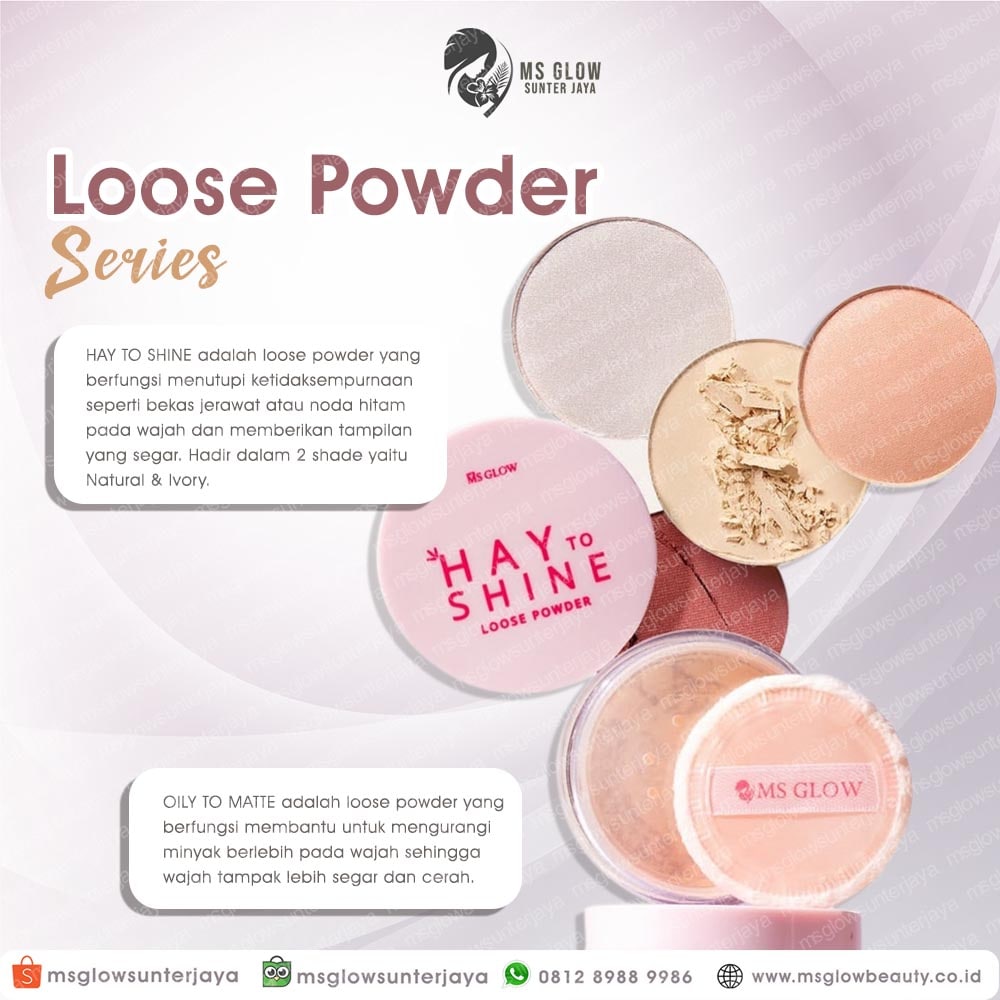 MS GLOW
SUNTER JAYA
Loose Powder
Series
HAY TO SHINE adalah loose powder yang
berfungsi menutupi ketidaksempurnaan
seperti bekas jerawat atau noda hitam
pada wajah dan memberikan tampilan
yang segar. Hadir dalam 2 shade yaitu
Natural & Ivory.
MS GLOW
HAY TO
SHINE
LOOSE POWDER
MS GLOW
OILY TO MATTE adalah loose powder yang
berfungsi membantu untuk mengurangi
minyak berlebih pada wajah sehingga
wajah tampak lebih segar dan cerah.
msglowsunterjaya
msglowsunterjaya
0812 8988 9986
www.msglowbeauty.co.id